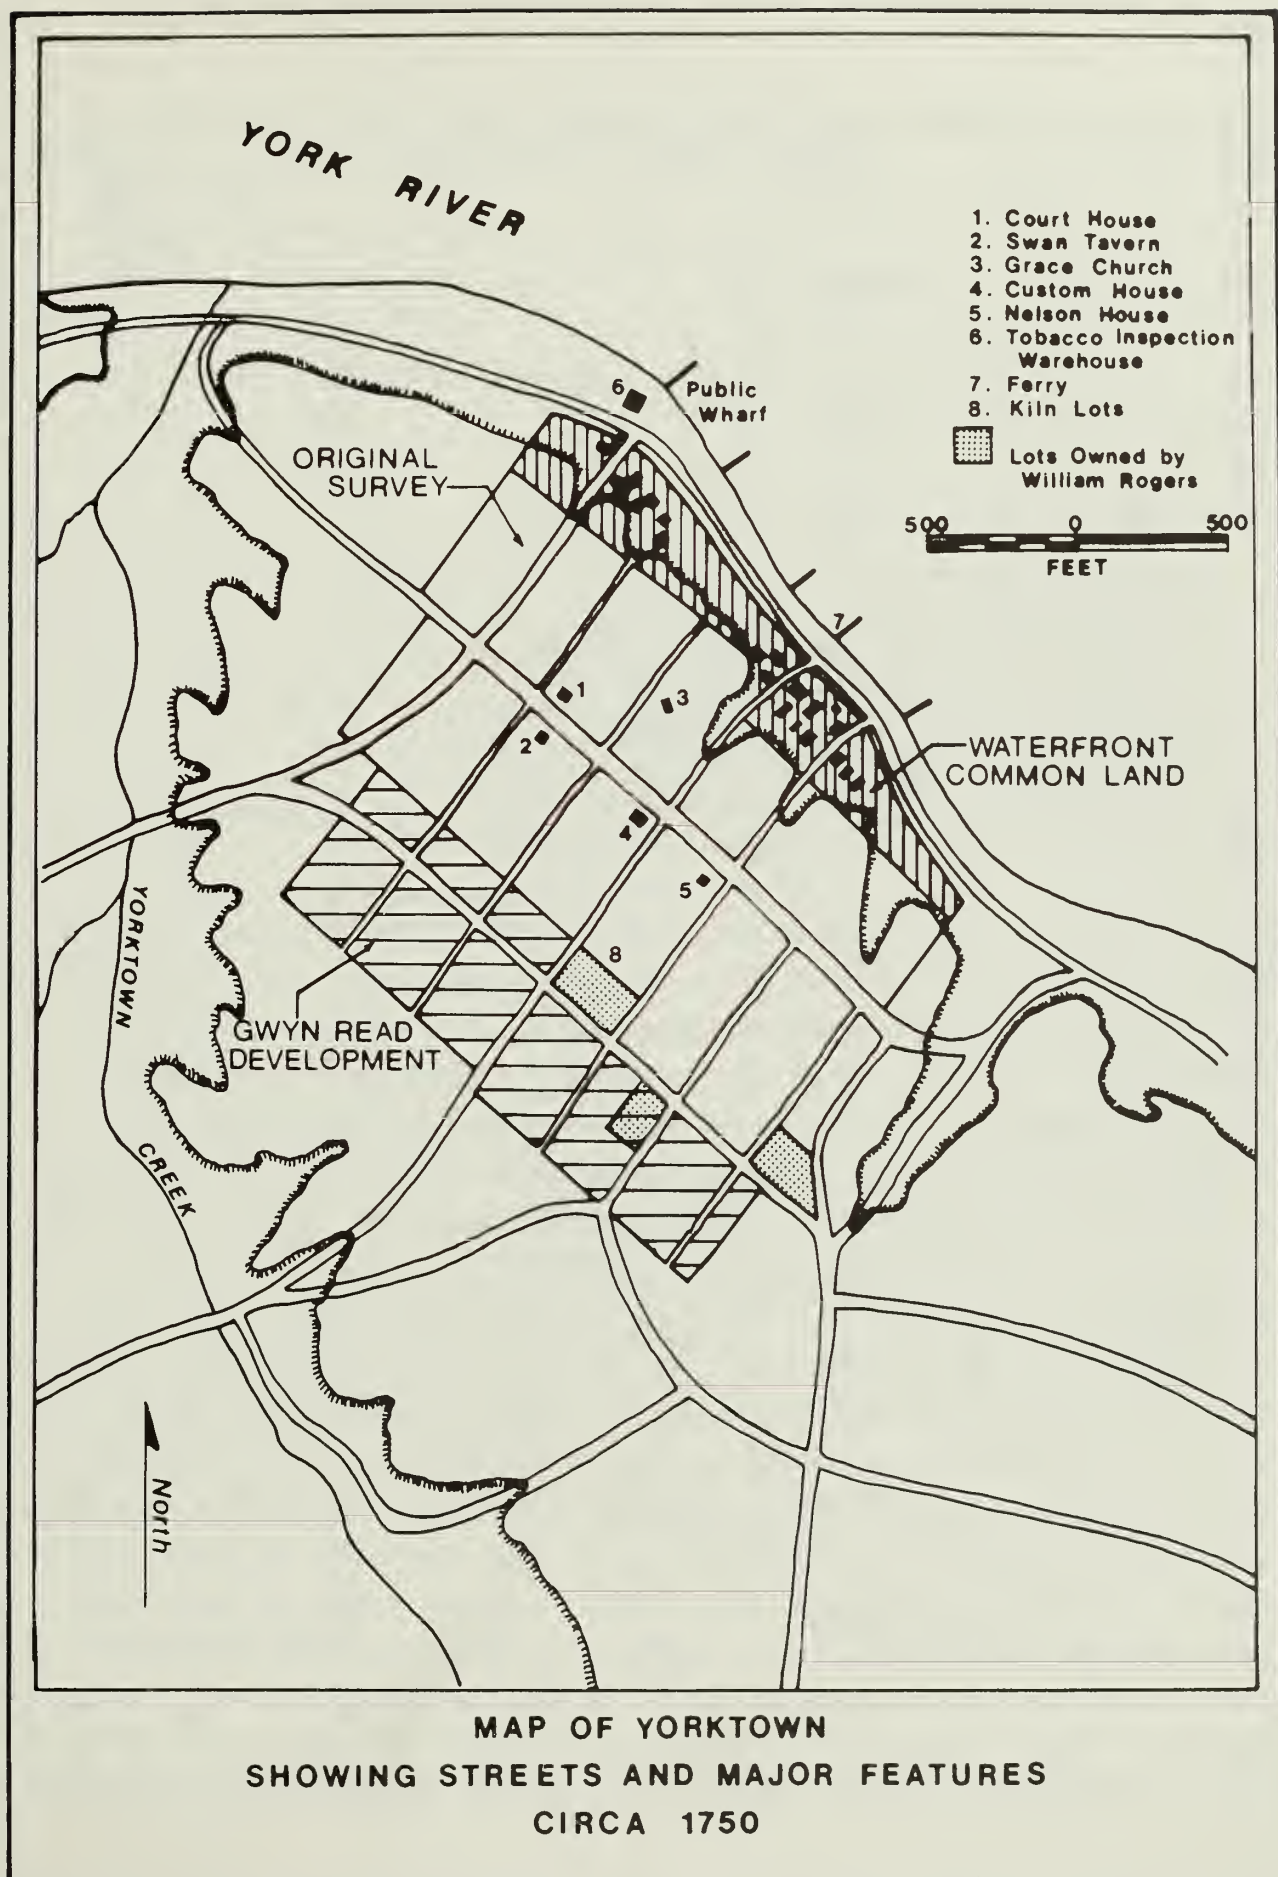 YORK RIVER
1. Court House
2. Swan Tavern
3. Grace Church
4. Custom House
5. Nelson House
6. Tobacco Inspection
Warehouse
7. Ferry
8. Kiln Lots
Lots Owned by
William Rogers
500 0 500
FEET
6
Public
Wharf
ORIGINAL
SURVEY
7
1
3
2
4
5
WATERFRONT
COMMON LAND
8
YORKTOWN
CREEK
GWYN READ
DEVELOPMENT
North
MAP OF YORKTOWN
SHOWING STREETS AND MAJOR FEATURES
CIRCA 1750